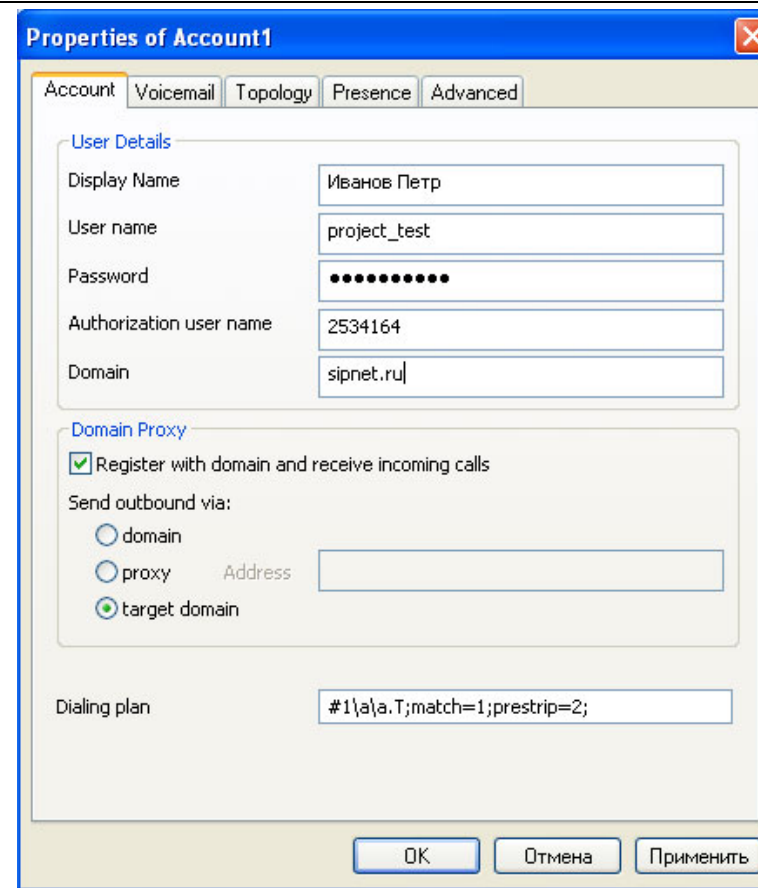 Properties of Account1
Account Voicemail Topology Presence Advanced
User Details
Display Name Иванов Петр
User name project_test
Password ●●●●●●●●●●
Authorization user name 2534164
Domain sipnet.ru
Domain Proxy
Register with domain and receive incoming calls
Send outbound via:
domain
proxy Address
target domain
Dialing plan #1\a\a.T;match=1;prestrip=2;
OK Отмена Применить